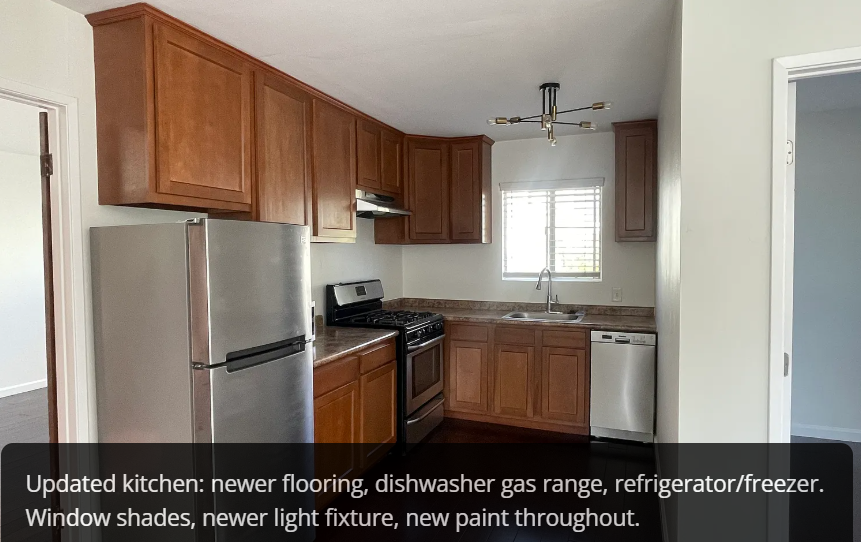 Updated kitchen: newer flooring, dishwasher gas range, refrigerator/freezer.
Window shades, newer light fixture, new paint throughout.